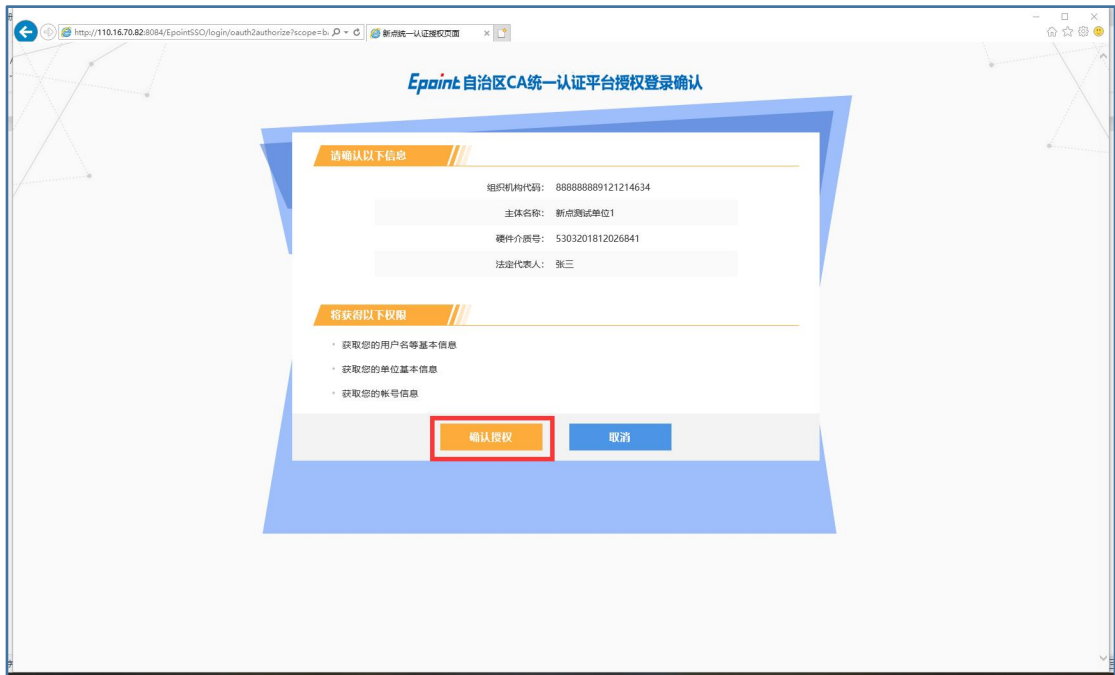 http://110.16.70.82:8084/EpointSSO/login/oauth2authorize?scope=b
新点统一认证授权页面
Epoint 自治区CA统一认证平台授权登录确认
请确认以下信息
组织机构代码： 888888889121214634
主体名称： 新点测试单位1
硬件介质号： 5303201812026841
法定代表人： 张三
将获得以下权限
· 获取您的用户名等基本信息
· 获取您的单位基本信息
· 获取您的帐号信息
确认授权 取消